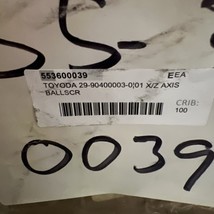 553600039 EEA
TOYODA 29-90400003-0|01 X/Z AXIS
BALLSCR
CRIB:
100
0039